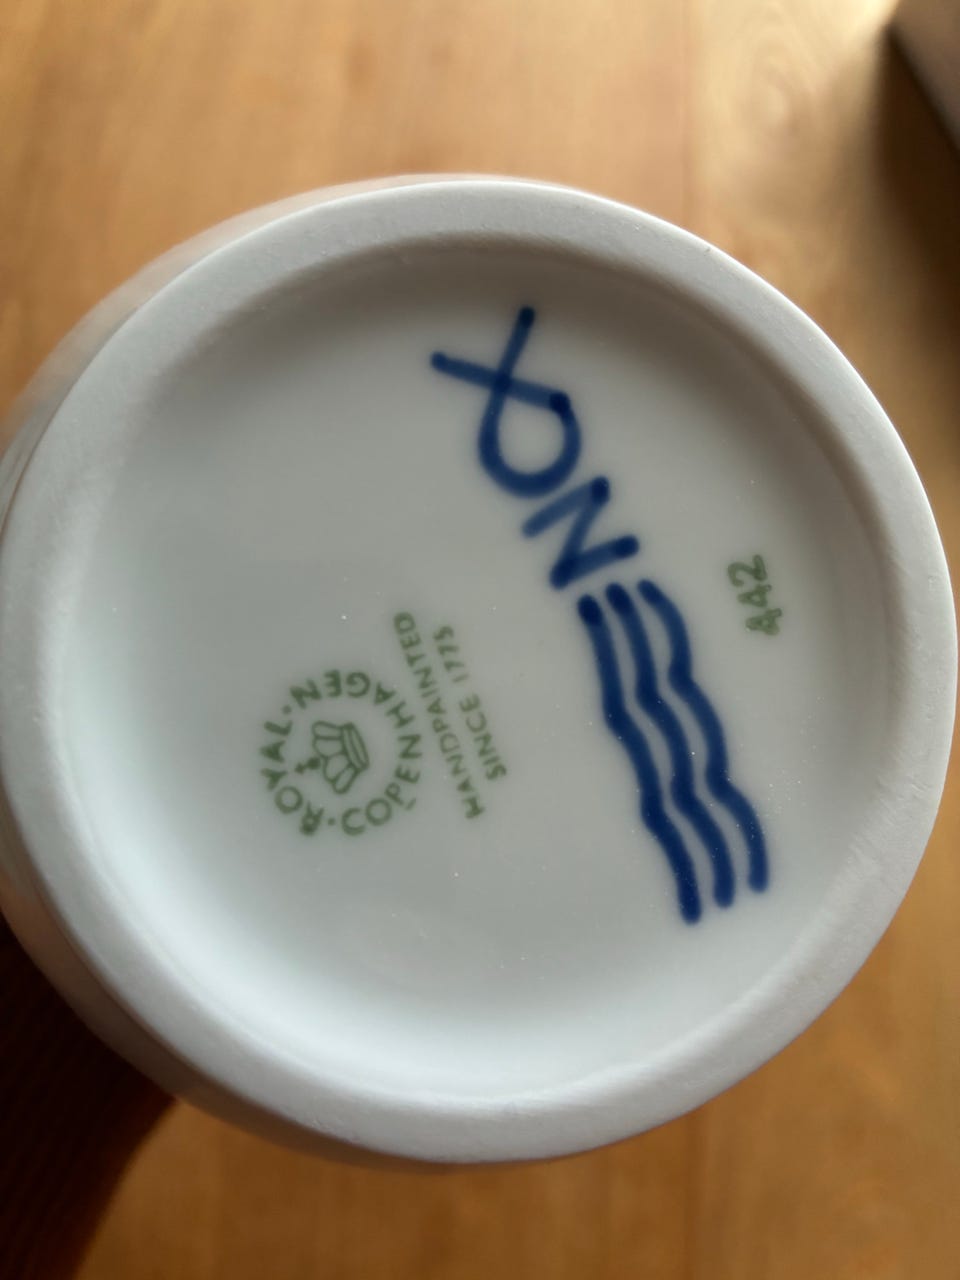 ROYAL·COPENHAGEN·
HANDPAINTED
SINCE 1775
442